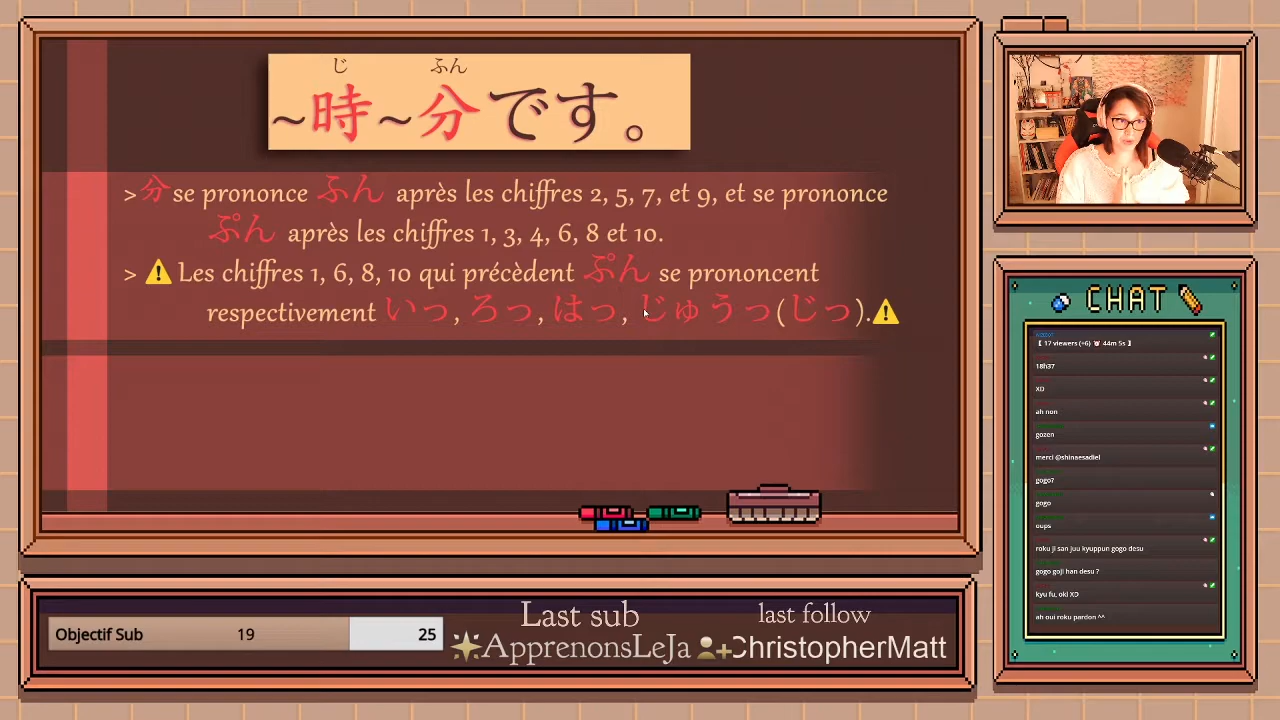 じ ふん
~時~分です。
>分se prononce ふん après les chiffres 2, 5, 7, et 9, et se prononce
ぷん après les chiffres 1, 3, 4, 6, 8 et 10.
> ⚠ Les chiffres 1, 6, 8, 10 qui précèdent ぷん se prononcent
respectivement いっ, ろっ, はっ, じゅうっ(じっ).⚠
CHAT
【 17 viewers (+6) 44m 5s 】
18h37
XD
ah non
gozen
merci @shinaesadiel
gogo?
gogo
oups
roku ji san juu kyuppun gogo desu
gogo goji han desu ?
kyu fu, oki XD
ah oui roku pardon ^^
Objectif Sub 19 25
Last sub
ApprenonsLeJa
last follow
ChristopherMatt